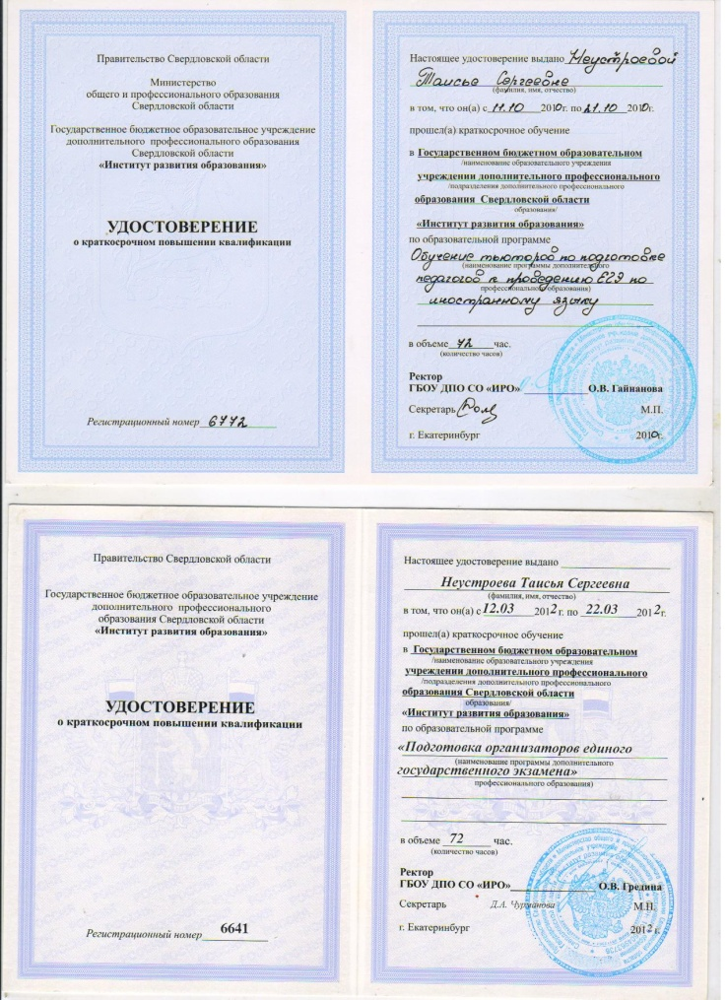 Правительство Свердловской области
Министерство
общего и профессионального образования
Свердловской области
Государственное бюджетное образовательное учреждение
дополнительного профессионального образования
Свердловской области
«Институт развития образования»
УДОСТОВЕРЕНИЕ
о краткосрочном повышении квалификации
Регистрационный номер 6772
Настоящее удостоверение выдано Неустроевой
Таисье Сергеевне
(фамилия, имя, отчество)
в том, что он(а) с 11.10 2010г. по 21.10 2010г.
прошел(а) краткосрочное обучение
в Государственном бюджетном образовательном
/наименование образовательного учреждения
учреждении дополнительного профессионального
/подразделения дополнительного профессионального
образования Свердловской области
образования/
«Институт развития образования»
по образовательной программе
Обучение тьюторов по подготовке
(наименование программы дополнительного
педагогов к проведению ЕГЭ по
профессионального образования)
иностранному языку
в объеме 72 час.
(количество часов)
Ректор
ГБОУ ДПО СО «ИРО» О.В. Гайнанова
Секретарь М.П.
г. Екатеринбург 2010г.
Правительство Свердловской области
Государственное бюджетное образовательное учреждение
дополнительного профессионального
образования Свердловской области
«Институт развития образования»
УДОСТОВЕРЕНИЕ
о краткосрочном повышении квалификации
Регистрационный номер 6641
Настоящее удостоверение выдано
Неустроева Таисья Сергеевна
(фамилия, имя, отчество)
в том, что он(а) с 12.03 2012г. по 22.03 2012г.
прошел(а) краткосрочное обучение
в Государственном бюджетном образовательном
/наименование образовательного учреждения
учреждении дополнительного профессионального
/подразделения дополнительного профессионального
образования Свердловской области
образования/
«Институт развития образования»
по образовательной программе
«Подготовка организаторов единого
(наименование программы дополнительного
государственного экзамена»
профессионального образования)
в объеме 72 час.
(количество часов)
Ректор
ГБОУ ДПО СО «ИРО» О.В. Гредина
Секретарь Д.А. Чурманова М.П.
г. Екатеринбург 2012г.